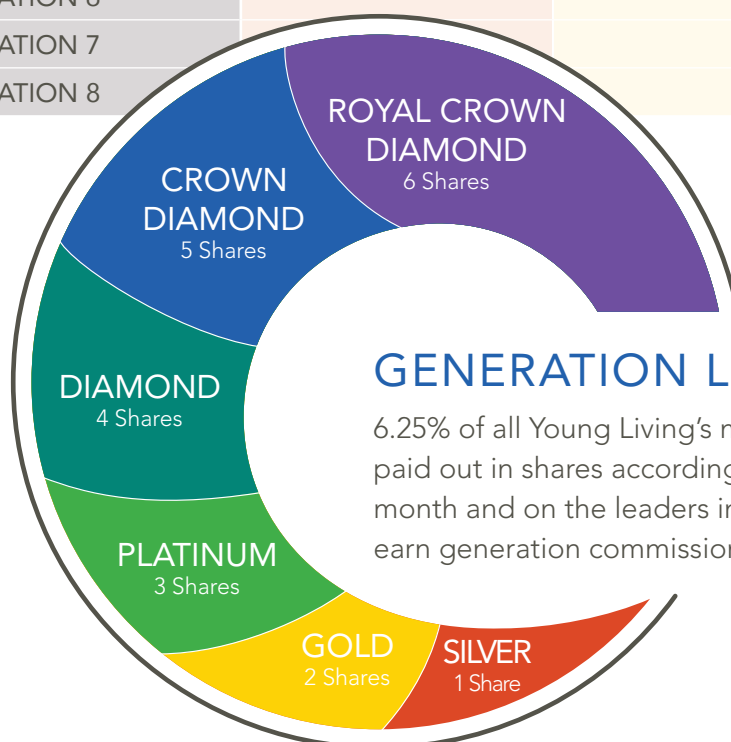 ATION 7
ATION 8
ROYAL CROWN
DIAMOND
6 Shares
CROWN
DIAMOND
5 Shares
DIAMOND
4 Shares
PLATINUM
3 Shares
GOLD
2 Shares
SILVER
1 Share
GENERATION L
6.25% of all Young Living’s
paid out in shares according
month and on the leaders
earn generation commission